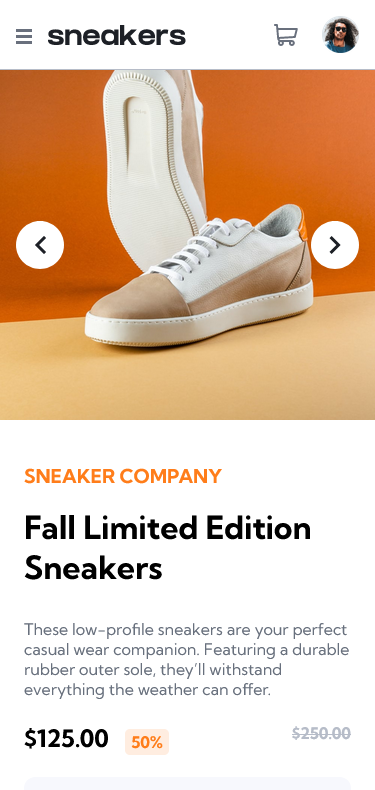 sneakers
SNEAKER COMPANY
Fall Limited Edition
Sneakers
These low-profile sneakers are your perfect
casual wear companion. Featuring a durable
rubber outer sole, they’ll withstand
everything the weather can offer.
$125.00 50% $250.00